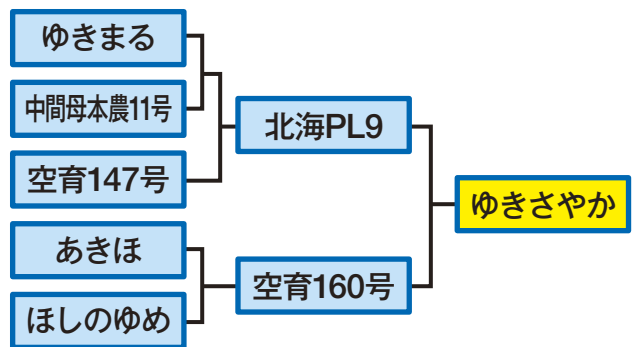 ゆきまる
中間母本農11号
空育147号
あきほ
ほしのゆめ
北海PL9
空育160号
ゆきさやか